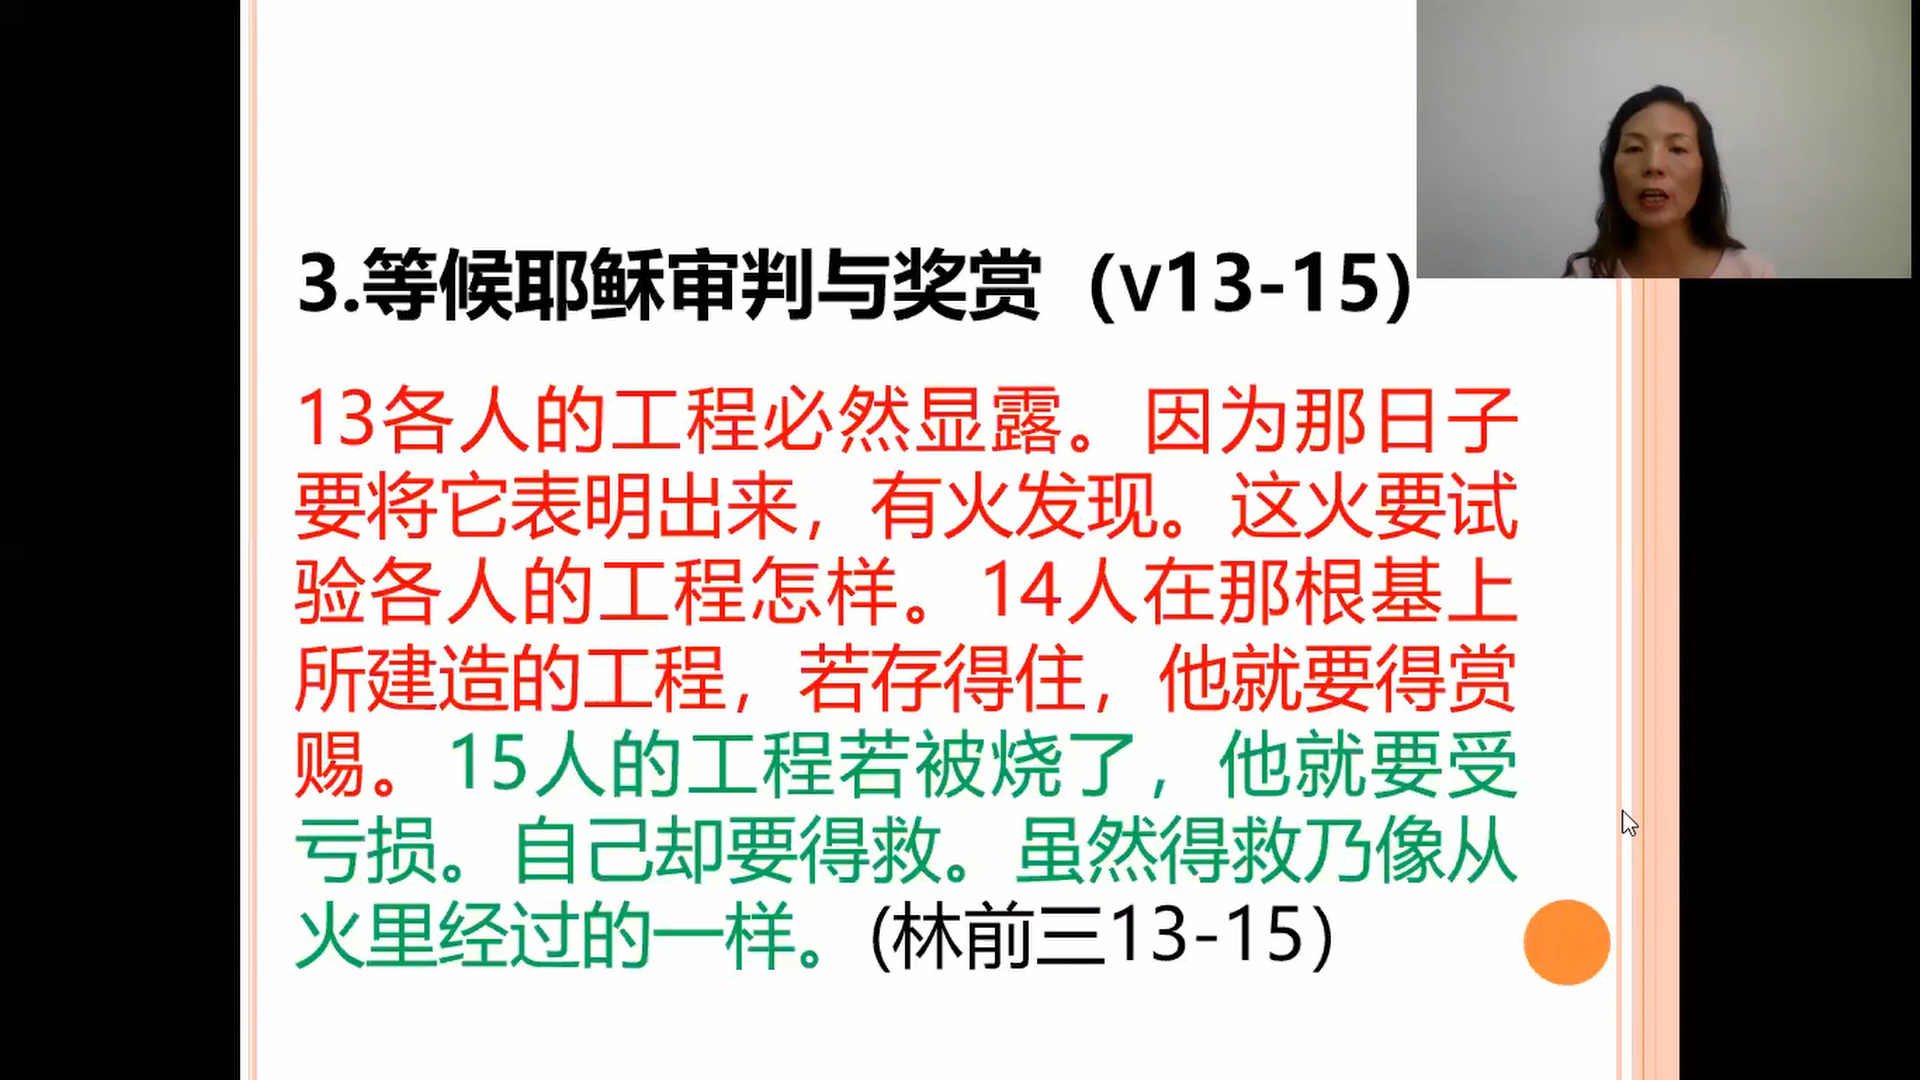 3.等候耶稣审判与奖赏（v13-15）
13各人的工程必然显露。因为那日子
要将它表明出来，有火发现。这火要试
验各人的工程怎样。14人在那根基上
所建造的工程，若存得住，他就要得赏
赐。15人的工程若被烧了，他就要受
亏损。自己却要得救。虽然得救乃像从
火里经过的一样。(林前三13-15）